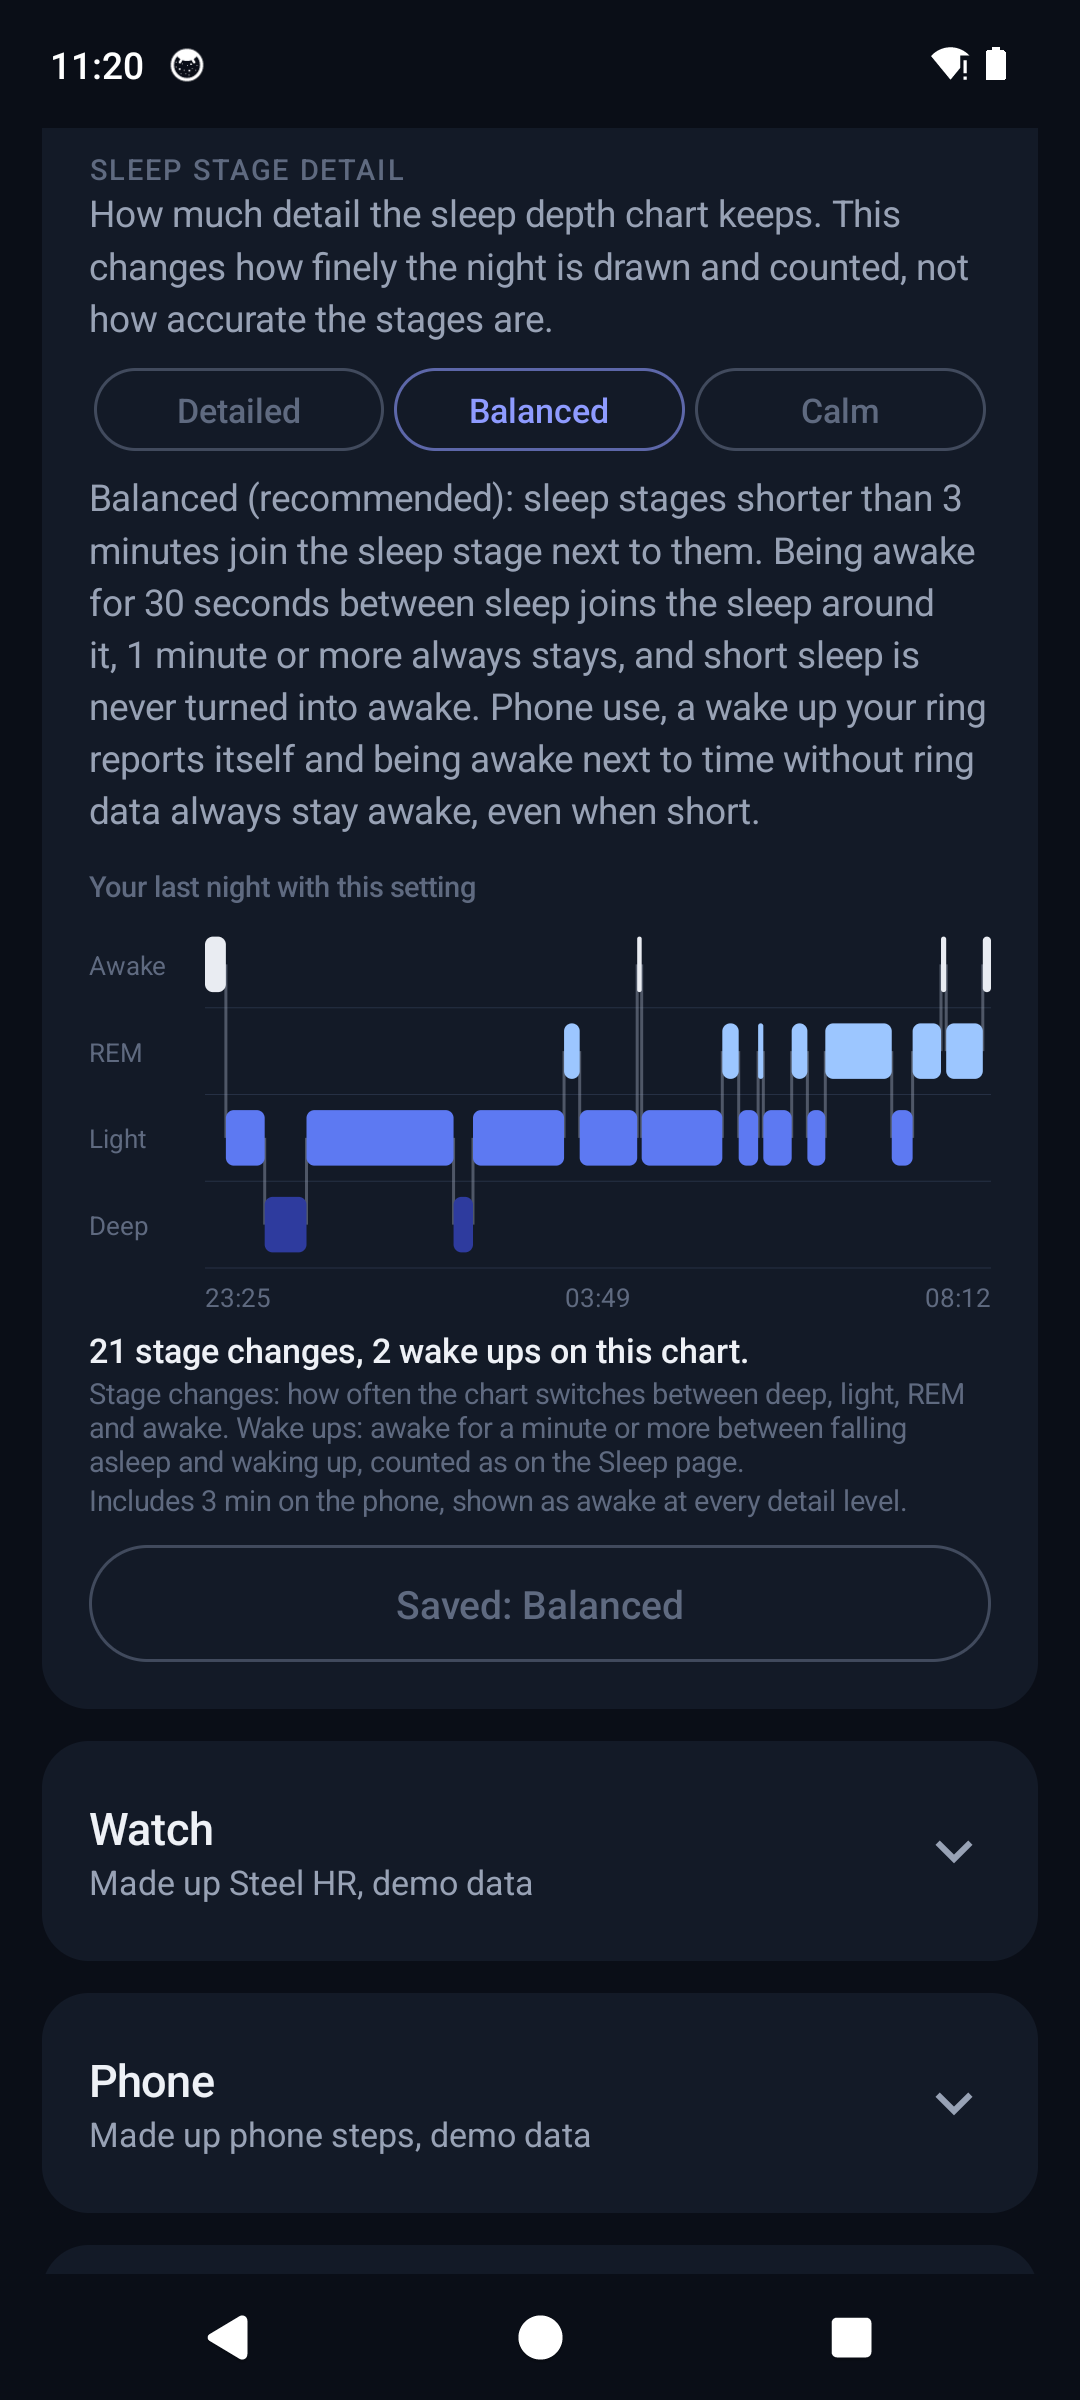 11:20
SLEEP STAGE DETAIL
How much detail the sleep depth chart keeps. This
changes how finely the night is drawn and counted, not
how accurate the stages are.
Detailed
Balanced
Calm
Balanced (recommended): sleep stages shorter than 3
minutes join the sleep stage next to them. Being awake
for 30 seconds between sleep joins the sleep around
it, 1 minute or more always stays, and short sleep is
never turned into awake. Phone use, a wake up your ring
reports itself and being awake next to time without ring
data always stay awake, even when short.
Your last night with this setting
Awake
REM
Light
Deep
23:25
03:49
08:12
21 stage changes, 2 wake ups on this chart.
Stage changes: how often the chart switches between deep, light, REM
and awake. Wake ups: awake for a minute or more between falling
asleep and waking up, counted as on the Sleep page.
Includes 3 min on the phone, shown as awake at every detail level.
Saved: Balanced
Watch
Made up Steel HR, demo data
Phone
Made up phone steps, demo data